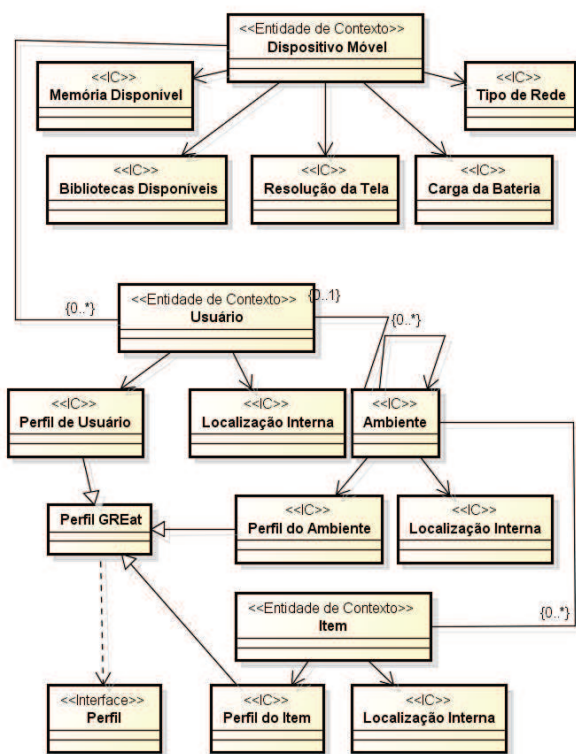 <<Entidade de Contexto>>
Dispositivo Móvel
<<IC>>
Memória Disponível
<<IC>>
Tipo de Rede
<<IC>>
Bibliotecas Disponíveis
<<IC>>
Resolução da Tela
<<IC>>
Carga da Bateria
<<Entidade de Contexto>>
Usuário
{0..*}
{0..1}
{0..*}
<<IC>>
Perfil de Usuário
<<IC>>
Localização Interna
<<IC>>
Ambiente
Perfil GREat
<<IC>>
Perfil do Ambiente
<<IC>>
Localização Interna
<<Entidade de Contexto>>
Item
{0..*}
<<Interface>>
Perfil
<<IC>>
Perfil do Item
<<IC>>
Localização Interna